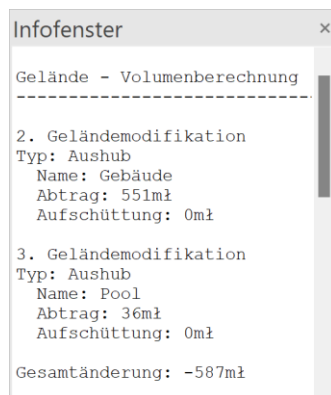 Infofenster ×
Gelände - Volumenberechnung
----------------------------
2. Geländemodifikation
Typ: Aushub
Name: Gebäude
Abtrag: 551mł
Aufschüttung: 0mł
3. Geländemodifikation
Typ: Aushub
Name: Pool
Abtrag: 36mł
Aufschüttung: 0mł
Gesamtänderung: -587mł